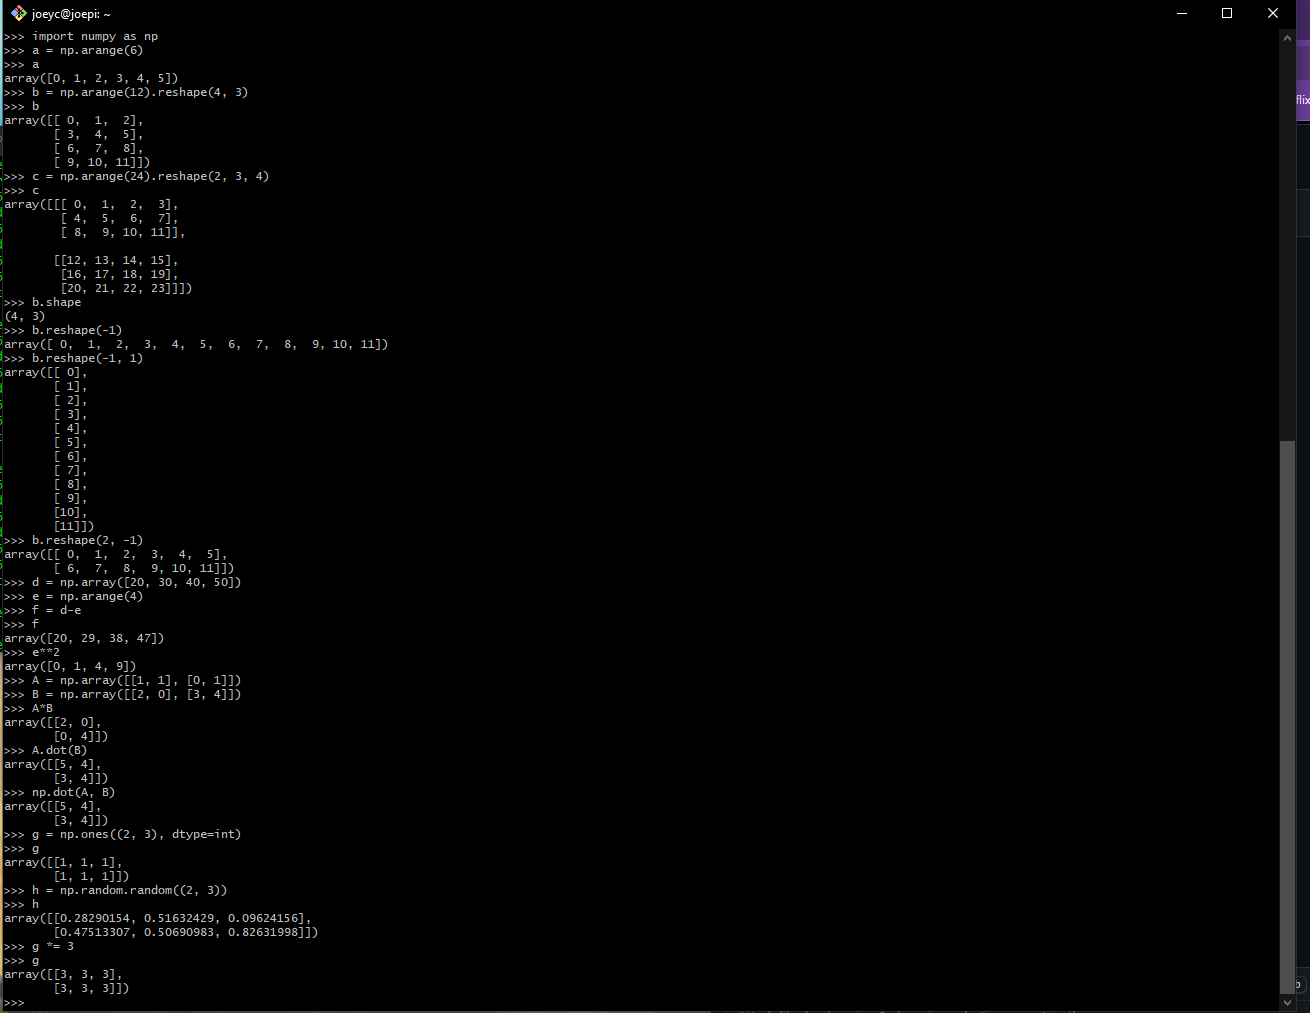 joeyc@joepi: ~
>>> import numpy as np
>>> a = np.arange(6)
>>> a
array([0, 1, 2, 3, 4, 5])
>>> b = np.arange(12).reshape(4, 3)
>>> b
array([[ 0,  1,  2],
       [ 3,  4,  5],
       [ 6,  7,  8],
       [ 9, 10, 11]])
>>> c = np.arange(24).reshape(2, 3, 4)
>>> c
array([[[ 0,  1,  2,  3],
        [ 4,  5,  6,  7],
        [ 8,  9, 10, 11]],

       [[12, 13, 14, 15],
        [16, 17, 18, 19],
        [20, 21, 22, 23]]])
>>> b.shape
(4, 3)
>>> b.reshape(-1)
array([ 0,  1,  2,  3,  4,  5,  6,  7,  8,  9, 10, 11])
>>> b.reshape(-1, 1)
array([[ 0],
       [ 1],
       [ 2],
       [ 3],
       [ 4],
       [ 5],
       [ 6],
       [ 7],
       [ 8],
       [ 9],
       [10],
       [11]])
>>> b.reshape(2, -1)
array([[ 0,  1,  2,  3,  4,  5],
       [ 6,  7,  8,  9, 10, 11]])
>>> d = np.array([20, 30, 40, 50])
>>> e = np.arange(4)
>>> f = d-e
>>> f
array([20, 29, 38, 47])
>>> e**2
array([0, 1, 4, 9])
>>> A = np.array([[1, 1], [0, 1]])
>>> B = np.array([[2, 0], [3, 4]])
>>> A*B
array([[2, 0],
       [0, 4]])
>>> A.dot(B)
array([[5, 4],
       [3, 4]])
>>> np.dot(A, B)
array([[5, 4],
       [3, 4]])
>>> g = np.ones((2, 3), dtype=int)
>>> g
array([[1, 1, 1],
       [1, 1, 1]])
>>> h = np.random.random((2, 3))
>>> h
array([[0.28290154, 0.51632429, 0.09624156],
       [0.47513307, 0.50690983, 0.82631998]])
>>> g *= 3
>>> g
array([[3, 3, 3],
       [3, 3, 3]])
>>>
flix